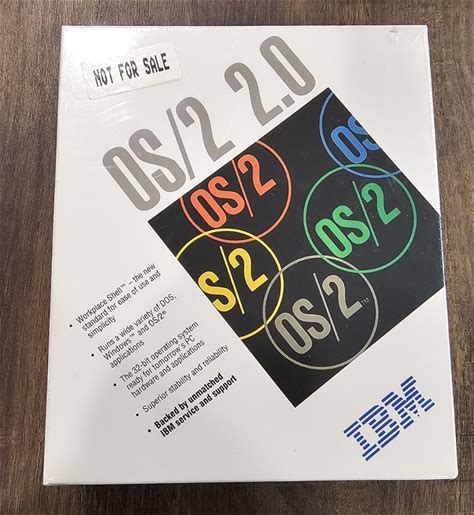 NOT FOR SALE
OS/2 2.0
OS/2
OS/2
OS/2
S/2
OS/2™
• Workplace Shell™ – the new
standard for ease of use and
simplicity
• Runs a wide variety of DOS,
Windows™ and OS/2®
applications
• The 32-bit operating system
ready for tomorrow's PC
hardware and applications
• Superior stability and reliability
• Backed by unmatched
IBM service and support
IBM